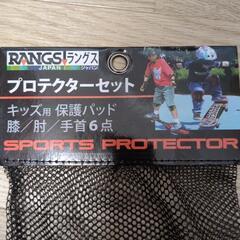 RANGS ラングス
JAPAN ジャパン
プロテクターセット
キッズ用 保護パッド
膝/肘/手首6点
SPORTS PROTECTOR